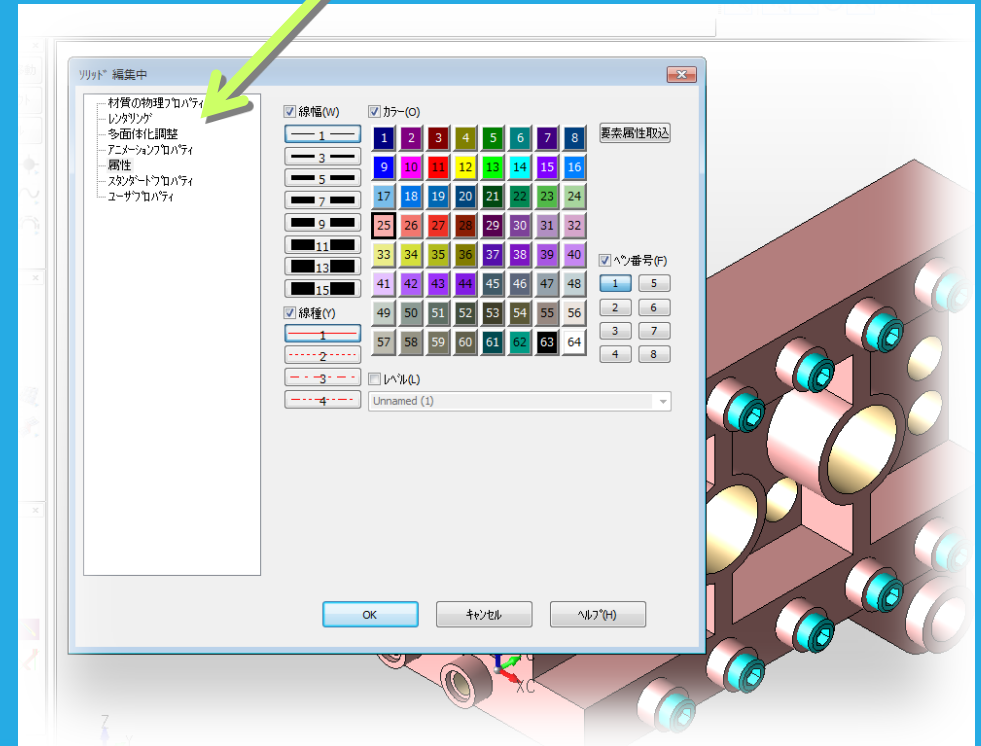 ｿﾘｯﾄﾞ 編集中
材質の物理ﾌﾟﾛﾊﾟﾃｨ
ﾚﾝﾀﾞﾘﾝｸﾞ
多面体化調整
ｱﾆﾒｰｼｮﾝﾌﾟﾛﾊﾟﾃｨ
属性
ｽﾀﾝﾀﾞｰﾄﾞﾌﾟﾛﾊﾟﾃｨ
ﾕｰｻﾞﾌﾟﾛﾊﾟﾃｨ
線幅(W)
1
3
5
7
9
11
13
15
線種(Y)
1
2
3
4
ｶﾗｰ(O)
1 2 3 4 5 6 7 8
9 10 11 12 13 14 15 16
17 18 19 20 21 22 23 24
25 26 27 28 29 30 31 32
33 34 35 36 37 38 39 40
41 42 43 44 45 46 47 48
49 50 51 52 53 54 55 56
57 58 59 60 61 62 63 64
ﾚﾍﾞﾙ(L)
Unnamed (1)
要素属性取込
ﾍﾟﾝ番号(F)
1 5
2 6
3 7
4 8
OK
ｷｬﾝｾﾙ
ﾍﾙﾌﾟ(H)
XC
Z
X